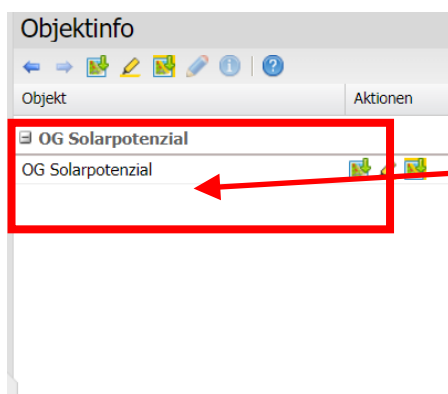 Objektinfo
Objekt Aktionen
OG Solarpotenzial
OG Solarpotenzial